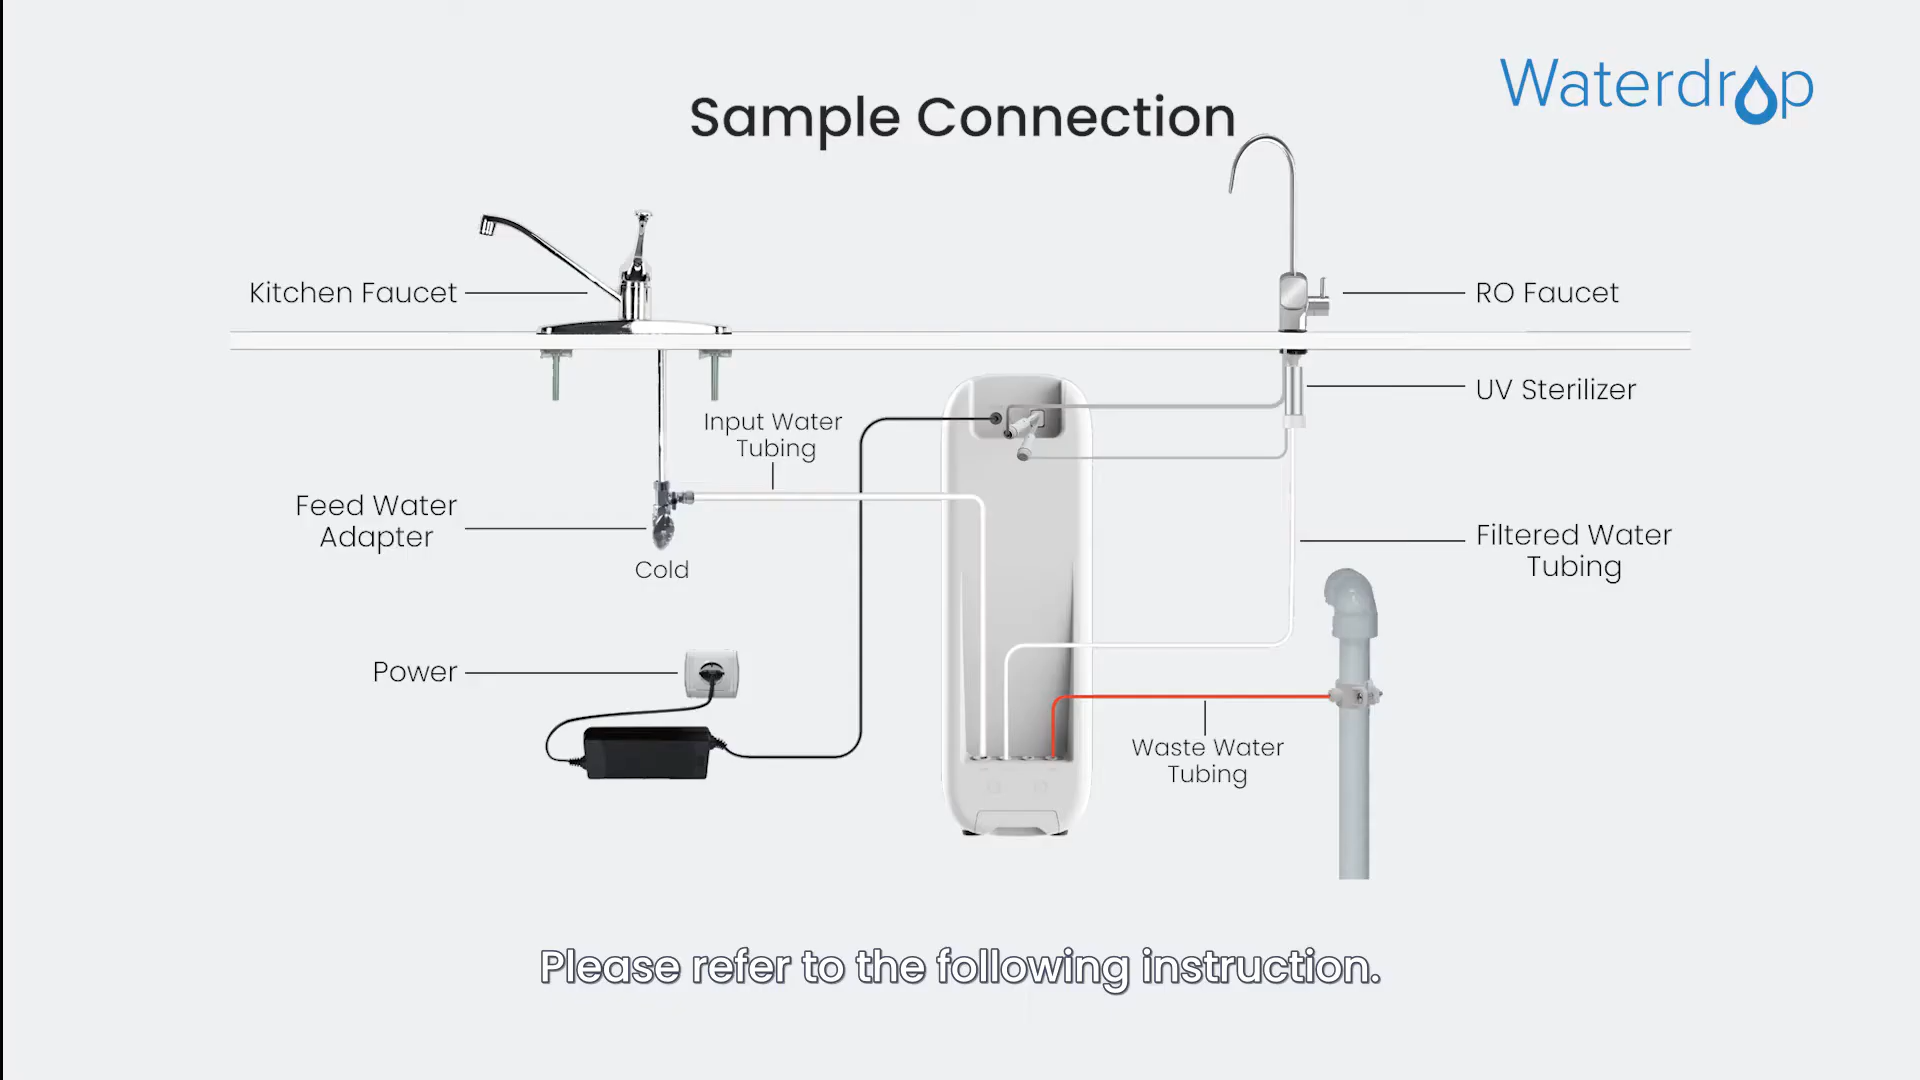 Waterdrop
Sample Connection
Kitchen Faucet
RO Faucet
UV Sterilizer
Input Water
Tubing
Feed Water
Adapter
Cold
Filtered Water
Tubing
Power
Waste Water
Tubing
Please refer to the following instruction.